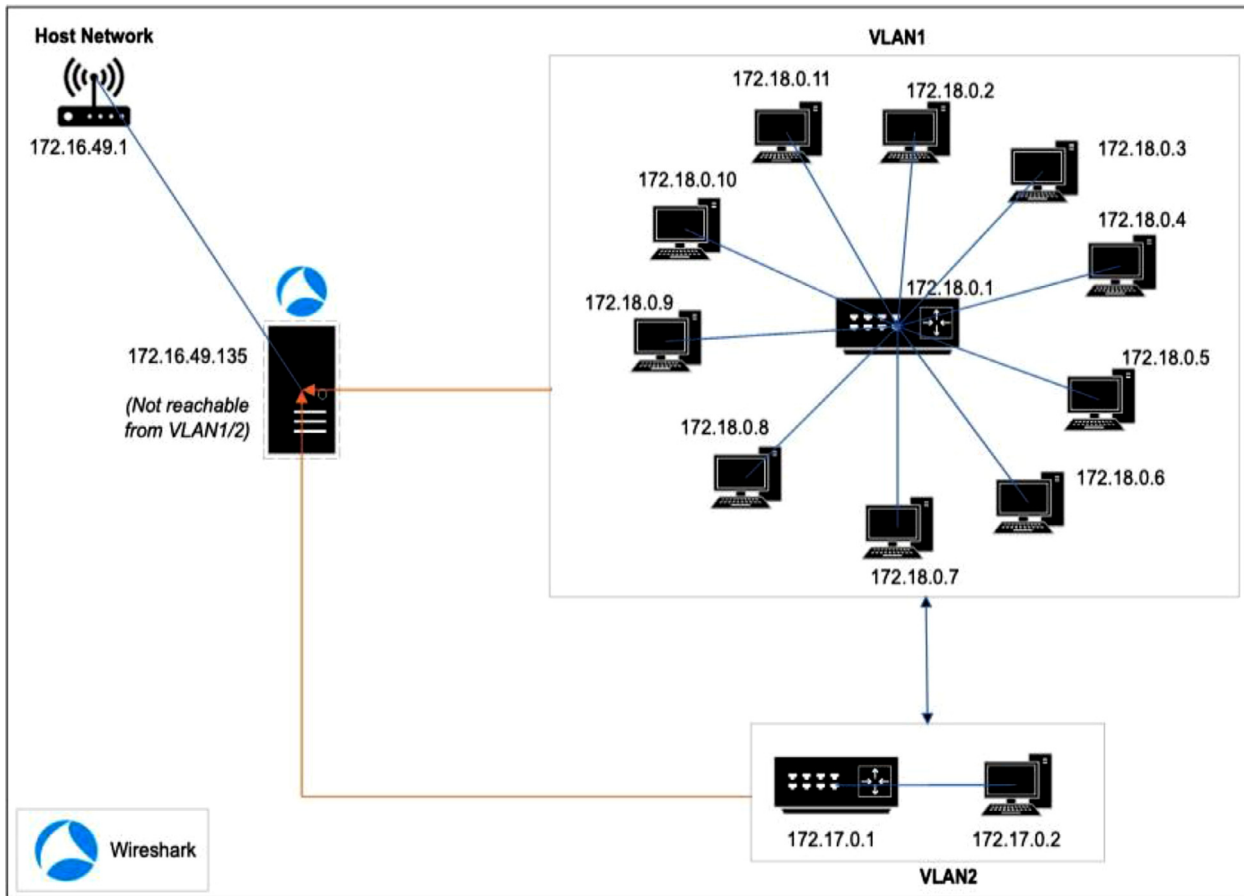 Host Network
172.16.49.1
172.16.49.135
(Not reachable
from VLAN1/2)
VLAN1
172.18.0.11
172.18.0.2
172.18.0.3
172.18.0.10
172.18.0.4
172.18.0.9
172.18.0.1
172.18.0.5
172.18.0.8
172.18.0.6
172.18.0.7
172.17.0.1
172.17.0.2
VLAN2
Wireshark